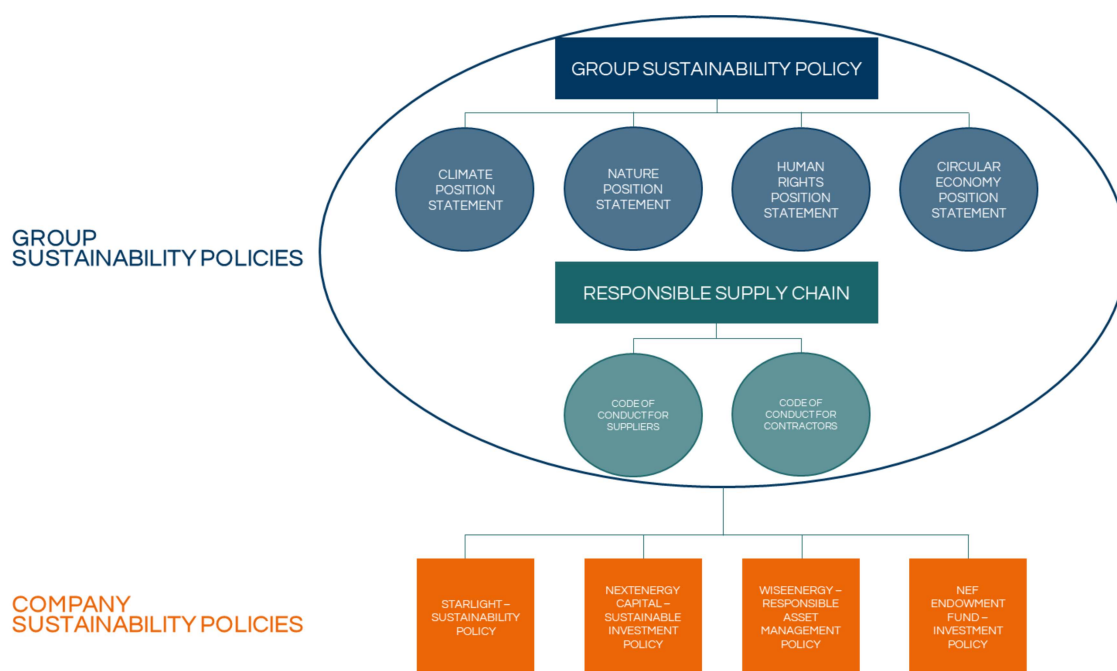 GROUP SUSTAINABILITY POLICY
CLIMATE
POSITION
STATEMENT
NATURE
POSITION
STATEMENT
HUMAN
RIGHTS
POSITION
STATEMENT
CIRCULAR
ECONOMY
POSITION
STATEMENT
GROUP
SUSTAINABILITY POLICIES
RESPONSIBLE SUPPLY CHAIN
CODE OF
CONDUCT FOR
SUPPLIERS
CODE OF
CONDUCT FOR
CONTRACTORS
COMPANY
SUSTAINABILITY POLICIES
STARLIGHT –
SUSTAINABILITY
POLICY
NEXTENERGY
CAPITAL –
SUSTAINABLE
INVESTMENT
POLICY
WISEENERGY –
RESPONSIBLE
ASSET
MANAGEMENT
POLICY
NEF
ENDOWMENT
FUND –
INVESTMENT
POLICY